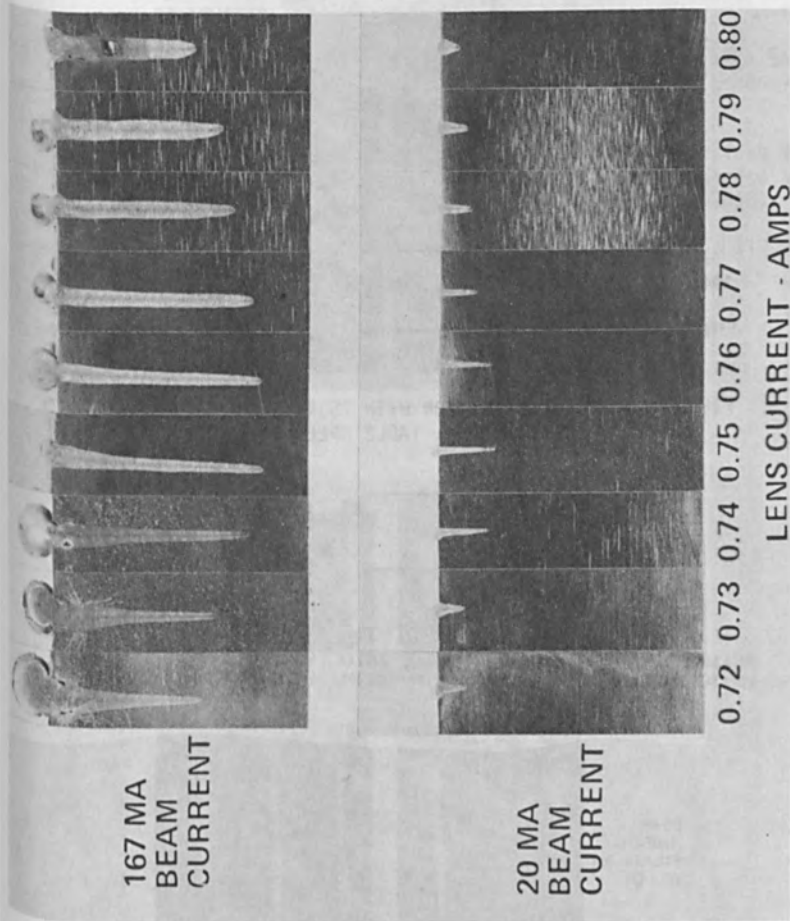 167 MA
BEAM
CURRENT
20 MA
BEAM
CURRENT
0.72 0.73 0.74 0.75 0.76 0.77 0.78 0.79 0.80
LENS CURRENT - AMPS